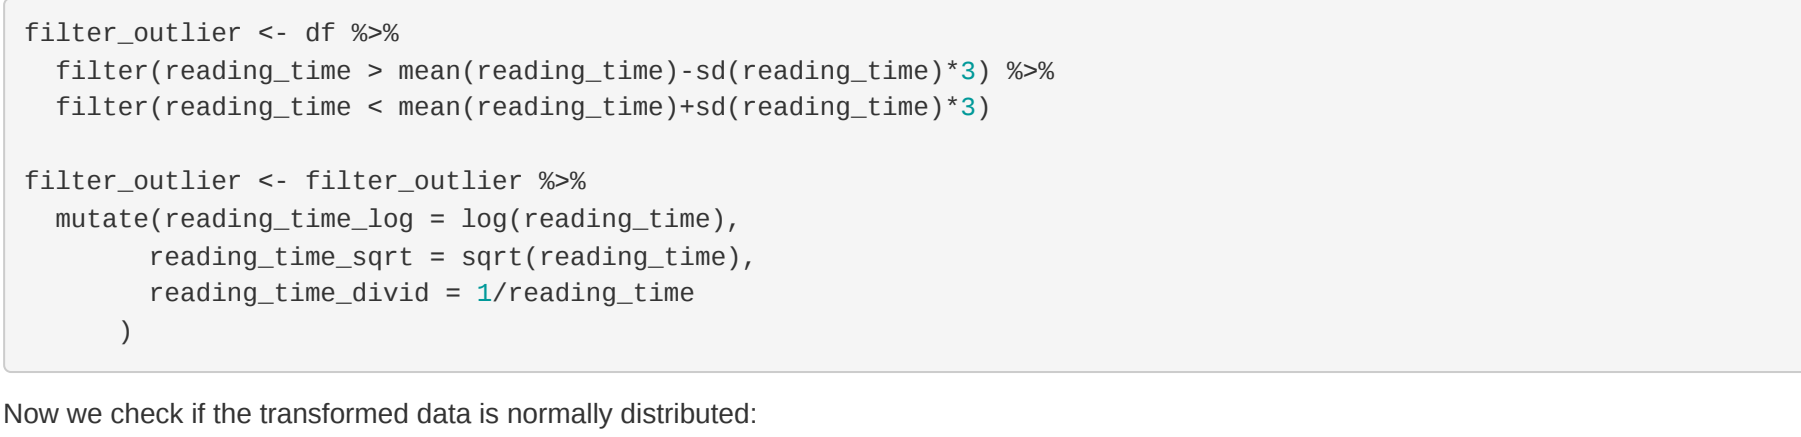 filter_outlier <- df %>%
  filter(reading_time > mean(reading_time)-sd(reading_time)*3) %>%
  filter(reading_time < mean(reading_time)+sd(reading_time)*3)

filter_outlier <- filter_outlier %>%
  mutate(reading_time_log = log(reading_time),
        reading_time_sqrt = sqrt(reading_time),
        reading_time_divid = 1/reading_time
      )
Now we check if the transformed data is normally distributed: